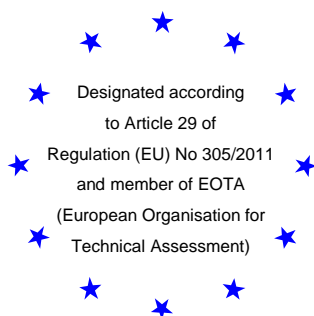 Designated according
to Article 29 of
Regulation (EU) No 305/2011
and member of EOTA
(European Organisation for
Technical Assessment)